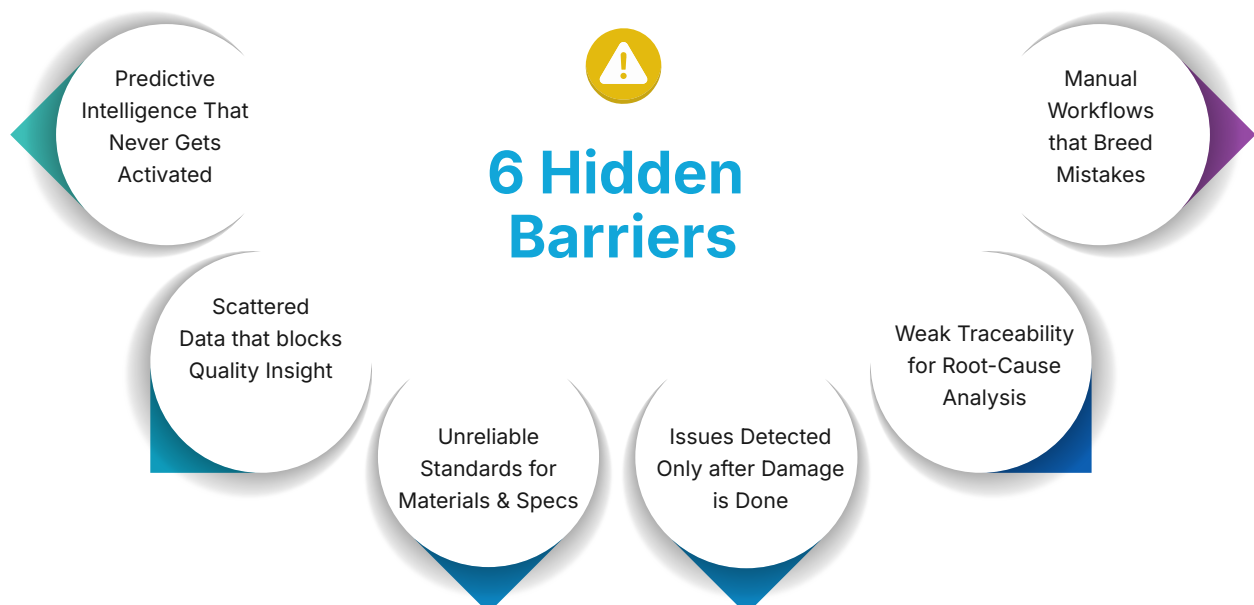 6 Hidden
Barriers
Predictive
Intelligence That
Never Gets
Activated
Scattered
Data that blocks
Quality Insight
Unreliable
Standards for
Materials & Specs
Issues Detected
Only after Damage
is Done
Weak Traceability
for Root-Cause
Analysis
Manual
Workflows
that Breed
Mistakes